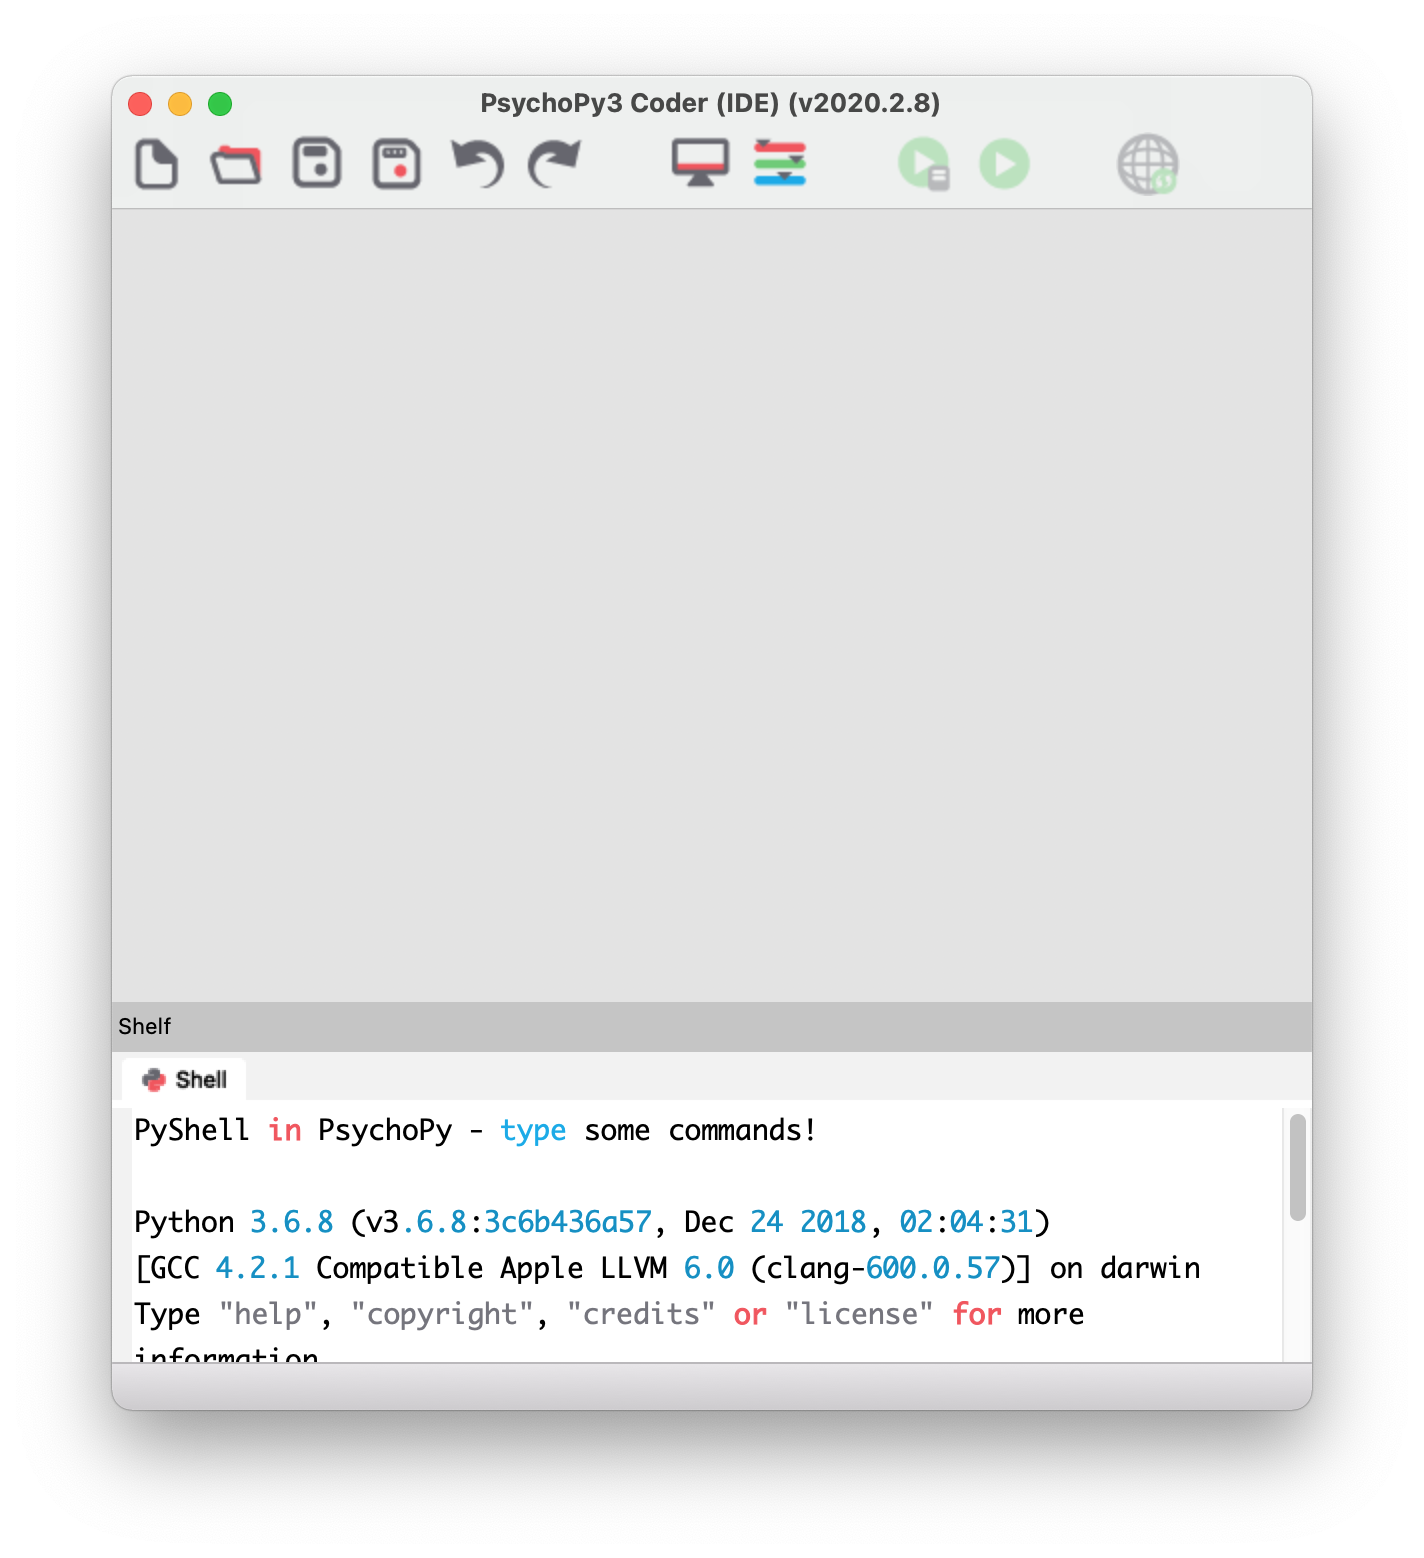 PsychoPy3 Coder (IDE) (v2020.2.8)
Shelf
Shell
PyShell in PsychoPy - type some commands!
Python 3.6.8 (v3.6.8:3c6b436a57, Dec 24 2018, 02:04:31)
[GCC 4.2.1 Compatible Apple LLVM 6.0 (clang-600.0.57)] on darwin
Type "help", "copyright", "credits" or "license" for more
information